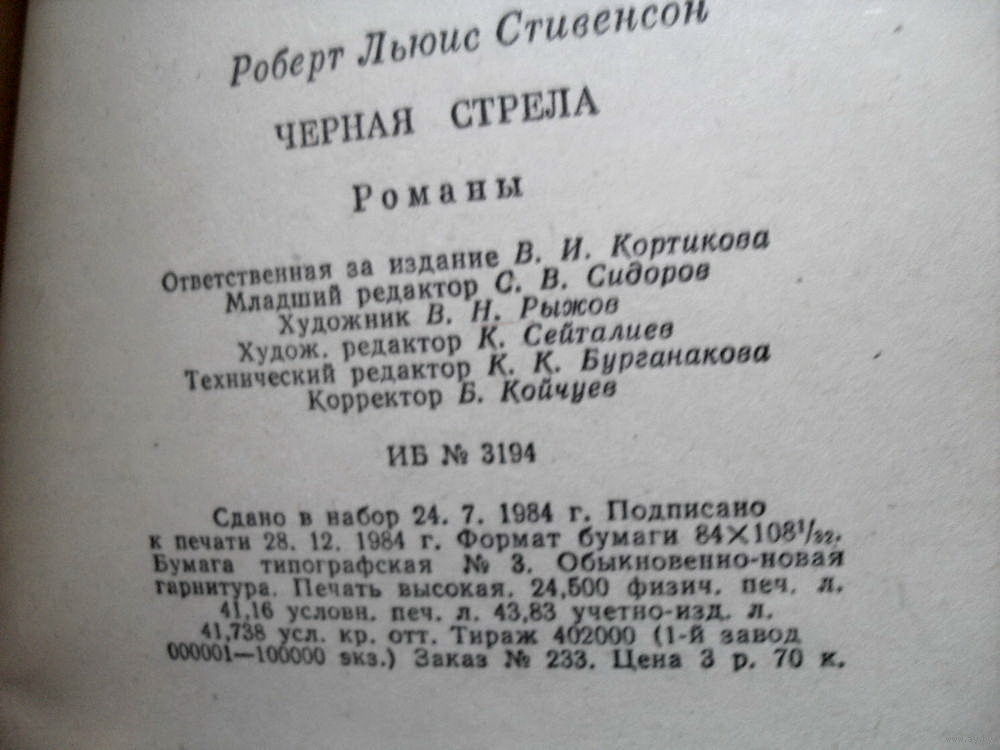 Роберт Льюис Стивенсон
ЧЕРНАЯ СТРЕЛА
Романы
Ответственная за издание В. И. Кортикова
Младший редактор С. В. Сидоров
Художник В. Н. Рыжов
Худож. редактор К. Сейталиев
Технический редактор К. К. Бурганакова
Корректор Б. Койчуев
ИБ № 3194
Сдано в набор 24. 7. 1984 г. Подписано
к печати 28. 12. 1984 г. Формат бумаги 84×108¹/₃₂.
Бумага типографская № 3. Обыкновенно-новая
гарнитура. Печать высокая. 24,500 физич. печ. л.
41,16 условн. печ. л. 43,83 учетно-изд. л.
41,738 усл. кр. отт. Тираж 402000 (1-й завод
000001—100000 экз.) Заказ № 233. Цена 3 р. 70 к.